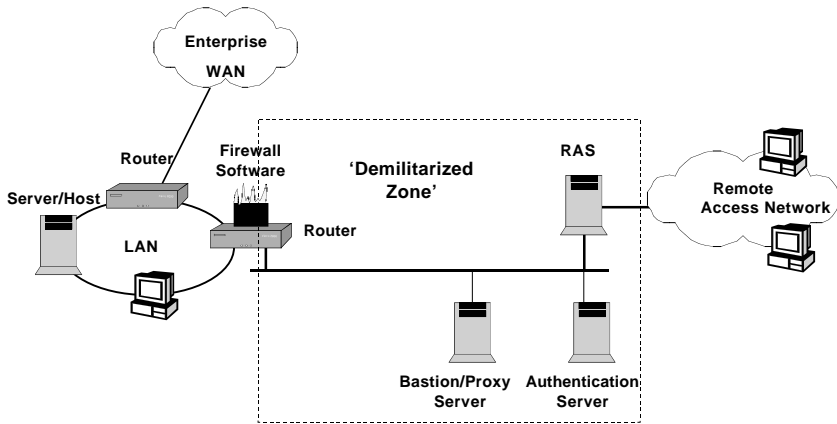 Enterprise
WAN
Router
Firewall
Software
'Demilitarized
Zone'
RAS
Server/Host
LAN
Router
Remote
Access Network
Bastion/Proxy
Server
Authentication
Server